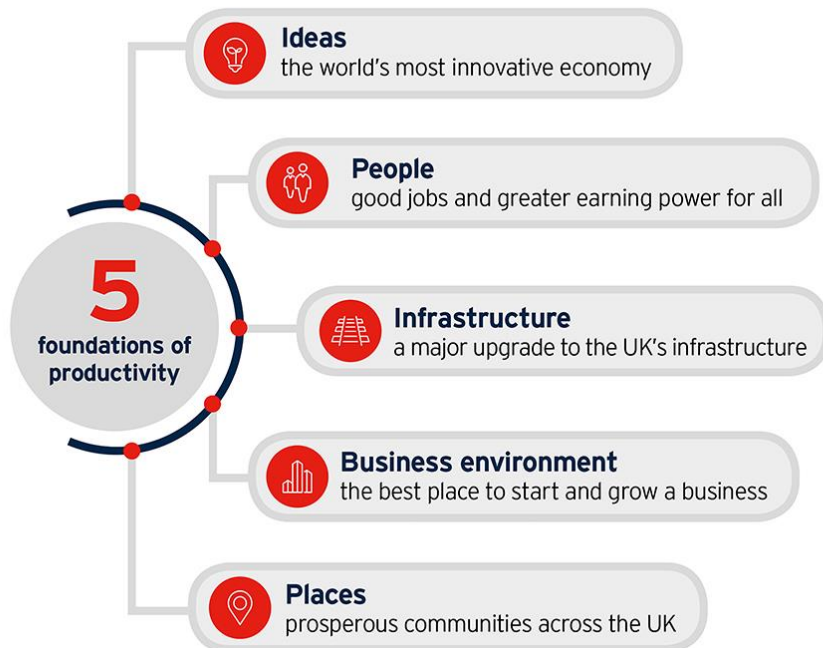 Ideas
the world's most innovative economy
People
good jobs and greater earning power for all
5
foundations of
productivity
Infrastructure
a major upgrade to the UK's infrastructure
Business environment
the best place to start and grow a business
Places
prosperous communities across the UK